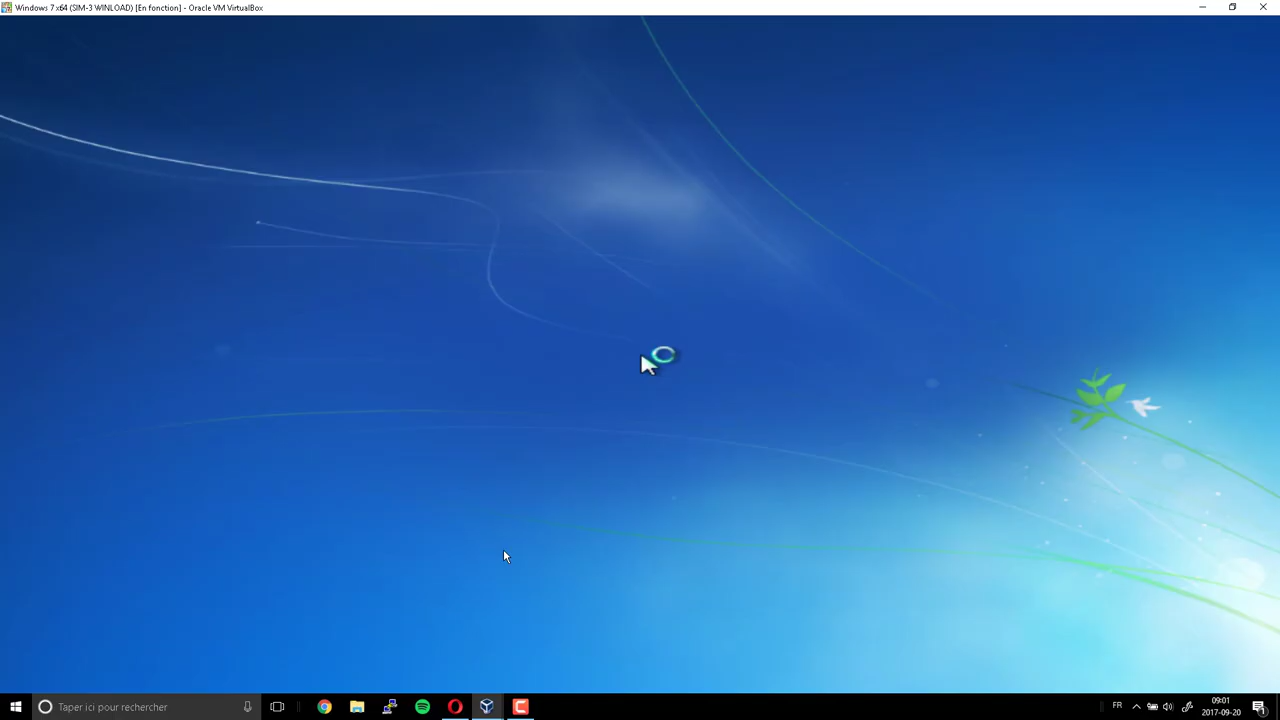 Windows 7 x64 (SIM-3 WINLOAD) [En fonction] - Oracle VM VirtualBox
Taper ici pour rechercher
FR
09:01
2017-09-20
1